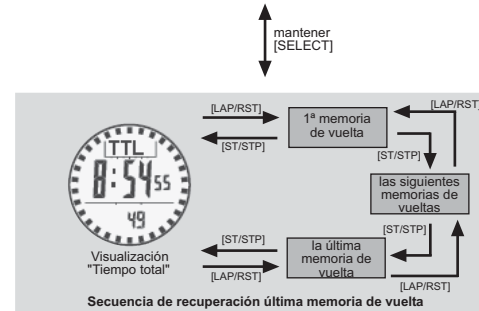 mantener
[SELECT]
[LAP/RST]
[ST/STP]
1ª memoria
de vuelta
[LAP/RST]
[ST/STP]
TTL
8:54 55
49
las siguientes
memorias de
vueltas
Visualización
"Tiempo total"
[ST/STP]
[LAP/RST]
la última
memoria de
vuelta
[ST/STP]
[LAP/RST]
Secuencia de recuperación última memoria de vuelta